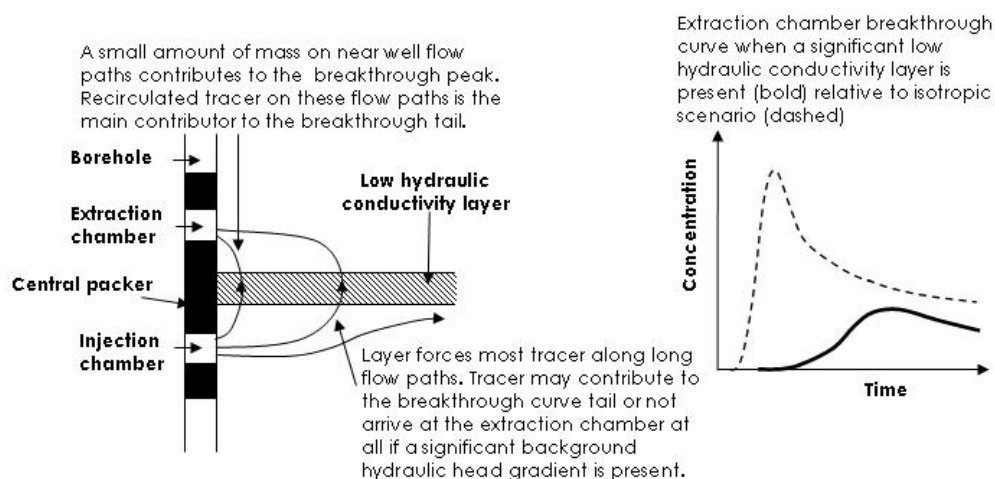 A small amount of mass on near well flow
paths contributes to the breakthrough peak.
Recirculated tracer on these flow paths is the
main contributor to the breakthrough tail.
Borehole
Extraction
chamber
Central packer
Injection
chamber
Low hydraulic
conductivity layer
Layer forces most tracer along long
flow paths. Tracer may contribute to
the breakthrough curve tail or not
arrive at the extraction chamber at
all if a significant background
hydraulic head gradient is present.
Extraction chamber breakthrough
curve when a significant low
hydraulic conductivity layer is
present (bold) relative to isotropic
scenario (dashed)
Concentration
Time